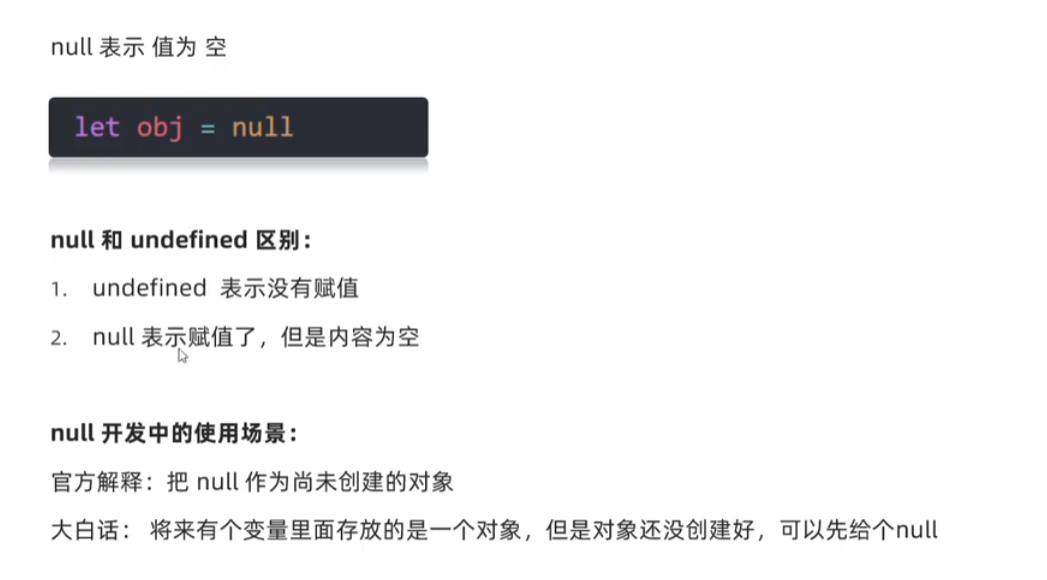 null 表示 值为 空
let obj = null
null 和 undefined 区别：
1. undefined 表示没有赋值
2. null 表示赋值了，但是内容为空
null 开发中的使用场景：
官方解释：把 null 作为尚未创建的对象
大白话： 将来有个变量里面存放的是一个对象，但是对象还没创建好，可以先给个null